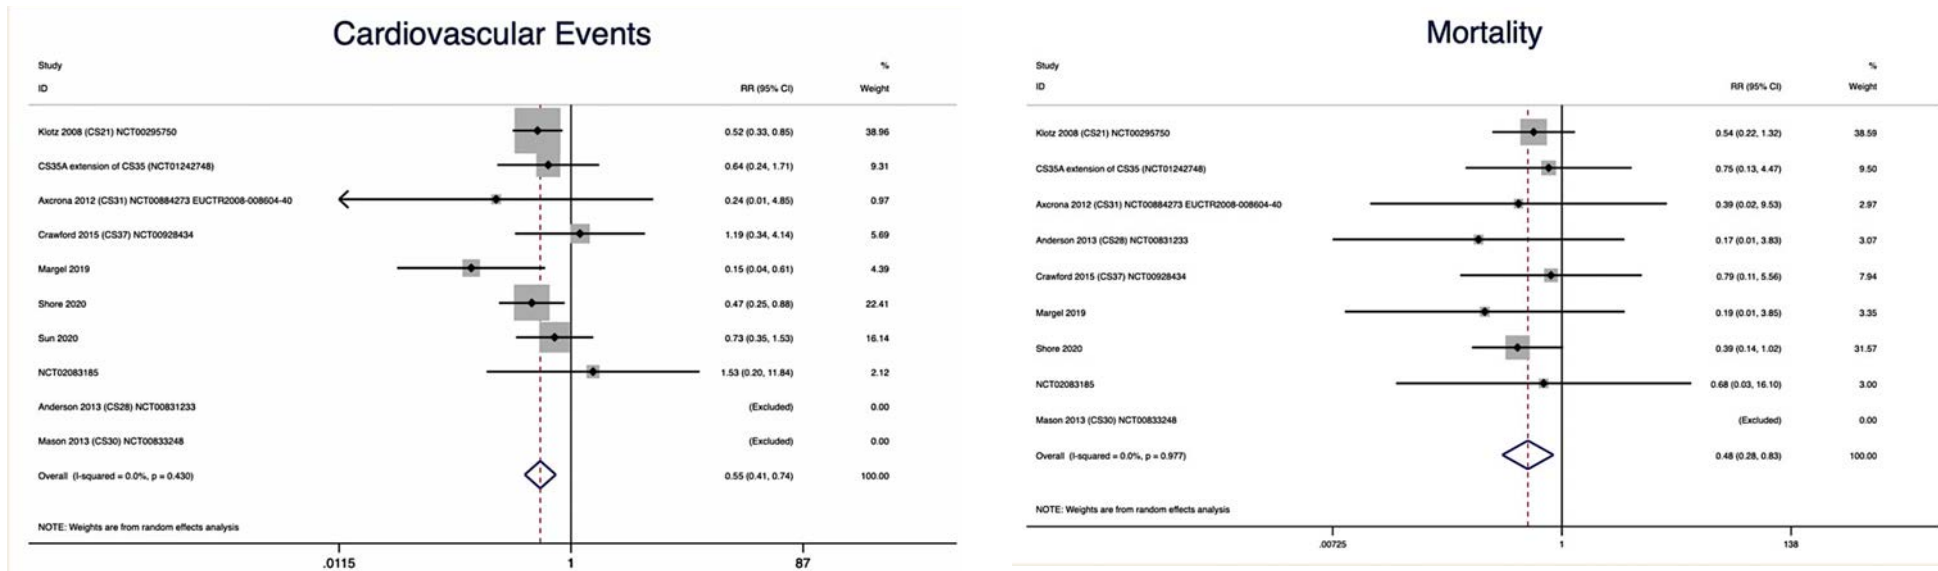 Cardiovascular Events
Study %
ID RR (95% CI) Weight
Klotz 2008 (CS21) NCT00295750 0.52 (0.33, 0.85) 38.96
CS35A extension of CS35 (NCT01242748) 0.64 (0.24, 1.71) 9.31
Axcrona 2012 (CS31) NCT00884273 EUCTR2008-008604-40 0.24 (0.01, 4.85) 0.97
Crawford 2015 (CS37) NCT00928434 1.19 (0.34, 4.14) 5.69
Margel 2019 0.15 (0.04, 0.61) 4.39
Shore 2020 0.47 (0.25, 0.88) 22.41
Sun 2020 0.73 (0.35, 1.53) 16.14
NCT02083185 1.53 (0.20, 11.84) 2.12
Anderson 2013 (CS28) NCT00831233 (Excluded) 0.00
Mason 2013 (CS30) NCT00833248 (Excluded) 0.00
Overall (I-squared = 0.0%, p = 0.430) 0.55 (0.41, 0.74) 100.00
NOTE: Weights are from random effects analysis
.0115 1 87
Mortality
Study %
ID RR (95% CI) Weight
Klotz 2008 (CS21) NCT00295750 0.54 (0.22, 1.32) 38.59
CS35A extension of CS35 (NCT01242748) 0.75 (0.13, 4.47) 9.50
Axcrona 2012 (CS31) NCT00884273 EUCTR2008-008604-40 0.39 (0.02, 9.53) 2.97
Anderson 2013 (CS28) NCT00831233 0.17 (0.01, 3.83) 3.07
Crawford 2015 (CS37) NCT00928434 0.79 (0.11, 5.56) 7.94
Margel 2019 0.19 (0.01, 3.85) 3.35
Shore 2020 0.39 (0.14, 1.02) 31.57
NCT02083185 0.68 (0.03, 16.10) 3.00
Mason 2013 (CS30) NCT00833248 (Excluded) 0.00
Overall (I-squared = 0.0%, p = 0.977) 0.48 (0.28, 0.83) 100.00
NOTE: Weights are from random effects analysis
.00725 1 138